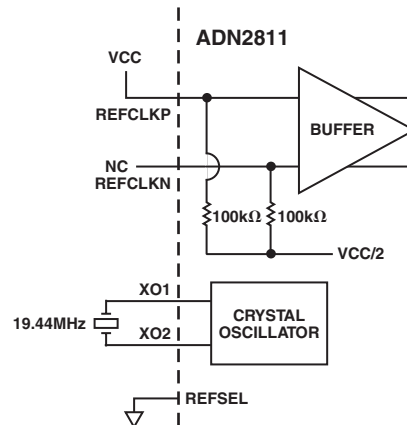 ADN2811
VCC
REFCLKP
BUFFER
NC
REFCLKN
100kΩ 100kΩ
VCC/2
XO1
19.44MHz
XO2
CRYSTAL
OSCILLATOR
REFSEL